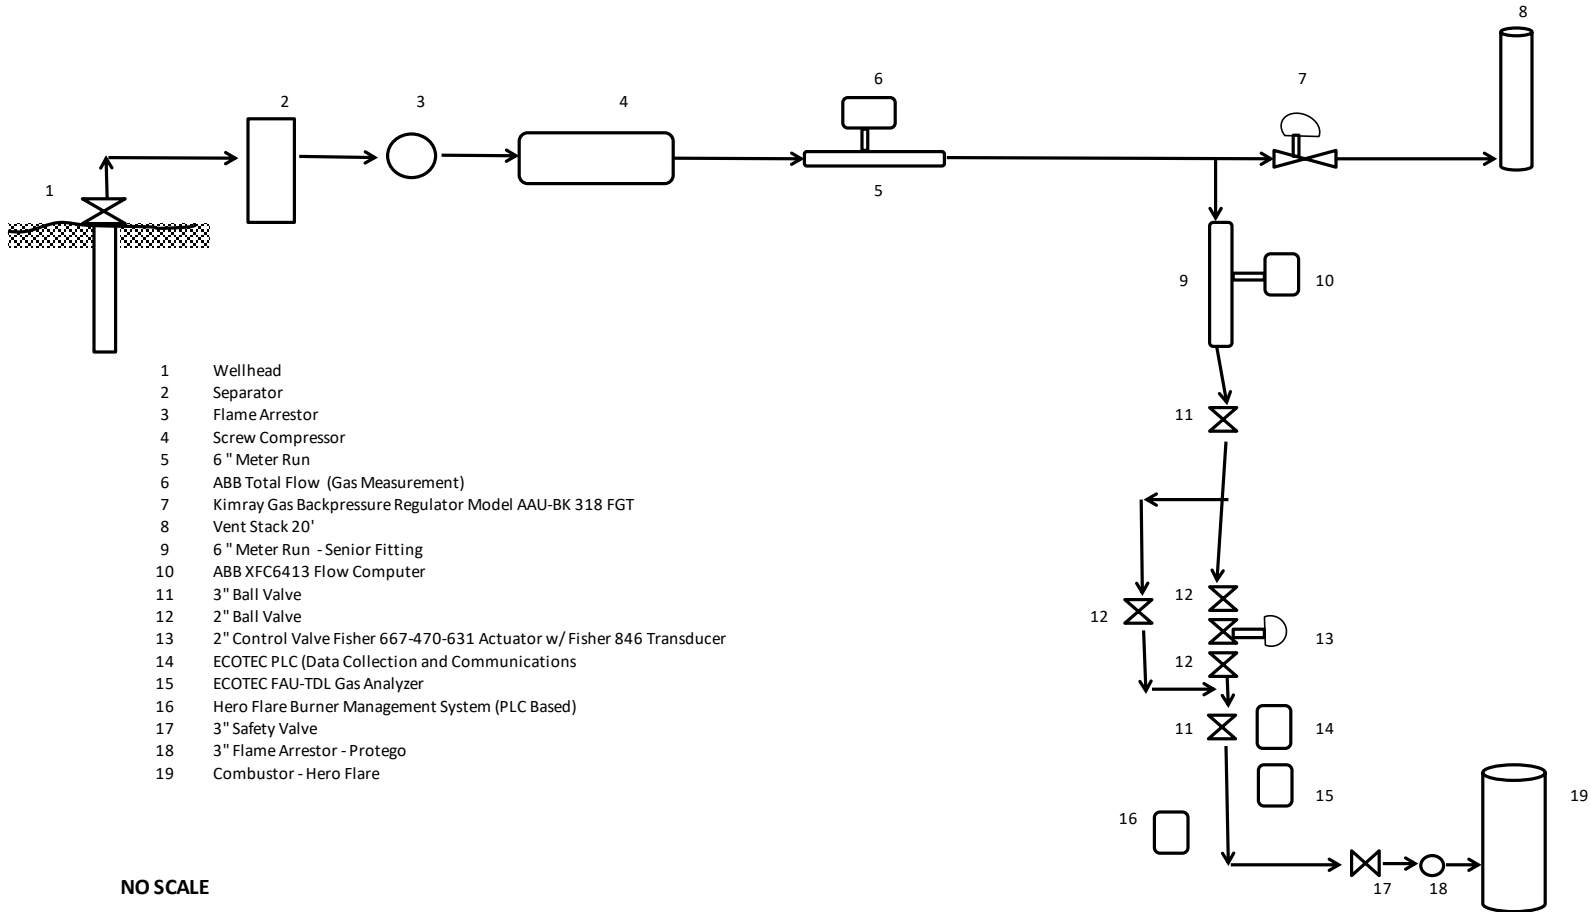 8
6
7
2
3
4
1
5
9
10
1 Wellhead
2 Separator
3 Flame Arrestor
4 Screw Compressor
5 6 " Meter Run
6 ABB Total Flow (Gas Measurement)
7 Kimray Gas Backpressure Regulator Model AAU-BK 318 FGT
8 Vent Stack 20'
9 6 " Meter Run - Senior Fitting
10 ABB XFC6413 Flow Computer
11 3" Ball Valve
12 2" Ball Valve
13 2" Control Valve Fisher 667-470-631 Actuator w/ Fisher 846 Transducer
14 ECOTEC PLC (Data Collection and Communications
15 ECOTEC FAU-TDL Gas Analyzer
16 Hero Flare Burner Management System (PLC Based)
17 3" Safety Valve
18 3" Flame Arrestor - Protego
19 Combustor - Hero Flare
11
12
12
13
12
11
14
15
19
16
17
18
NO SCALE